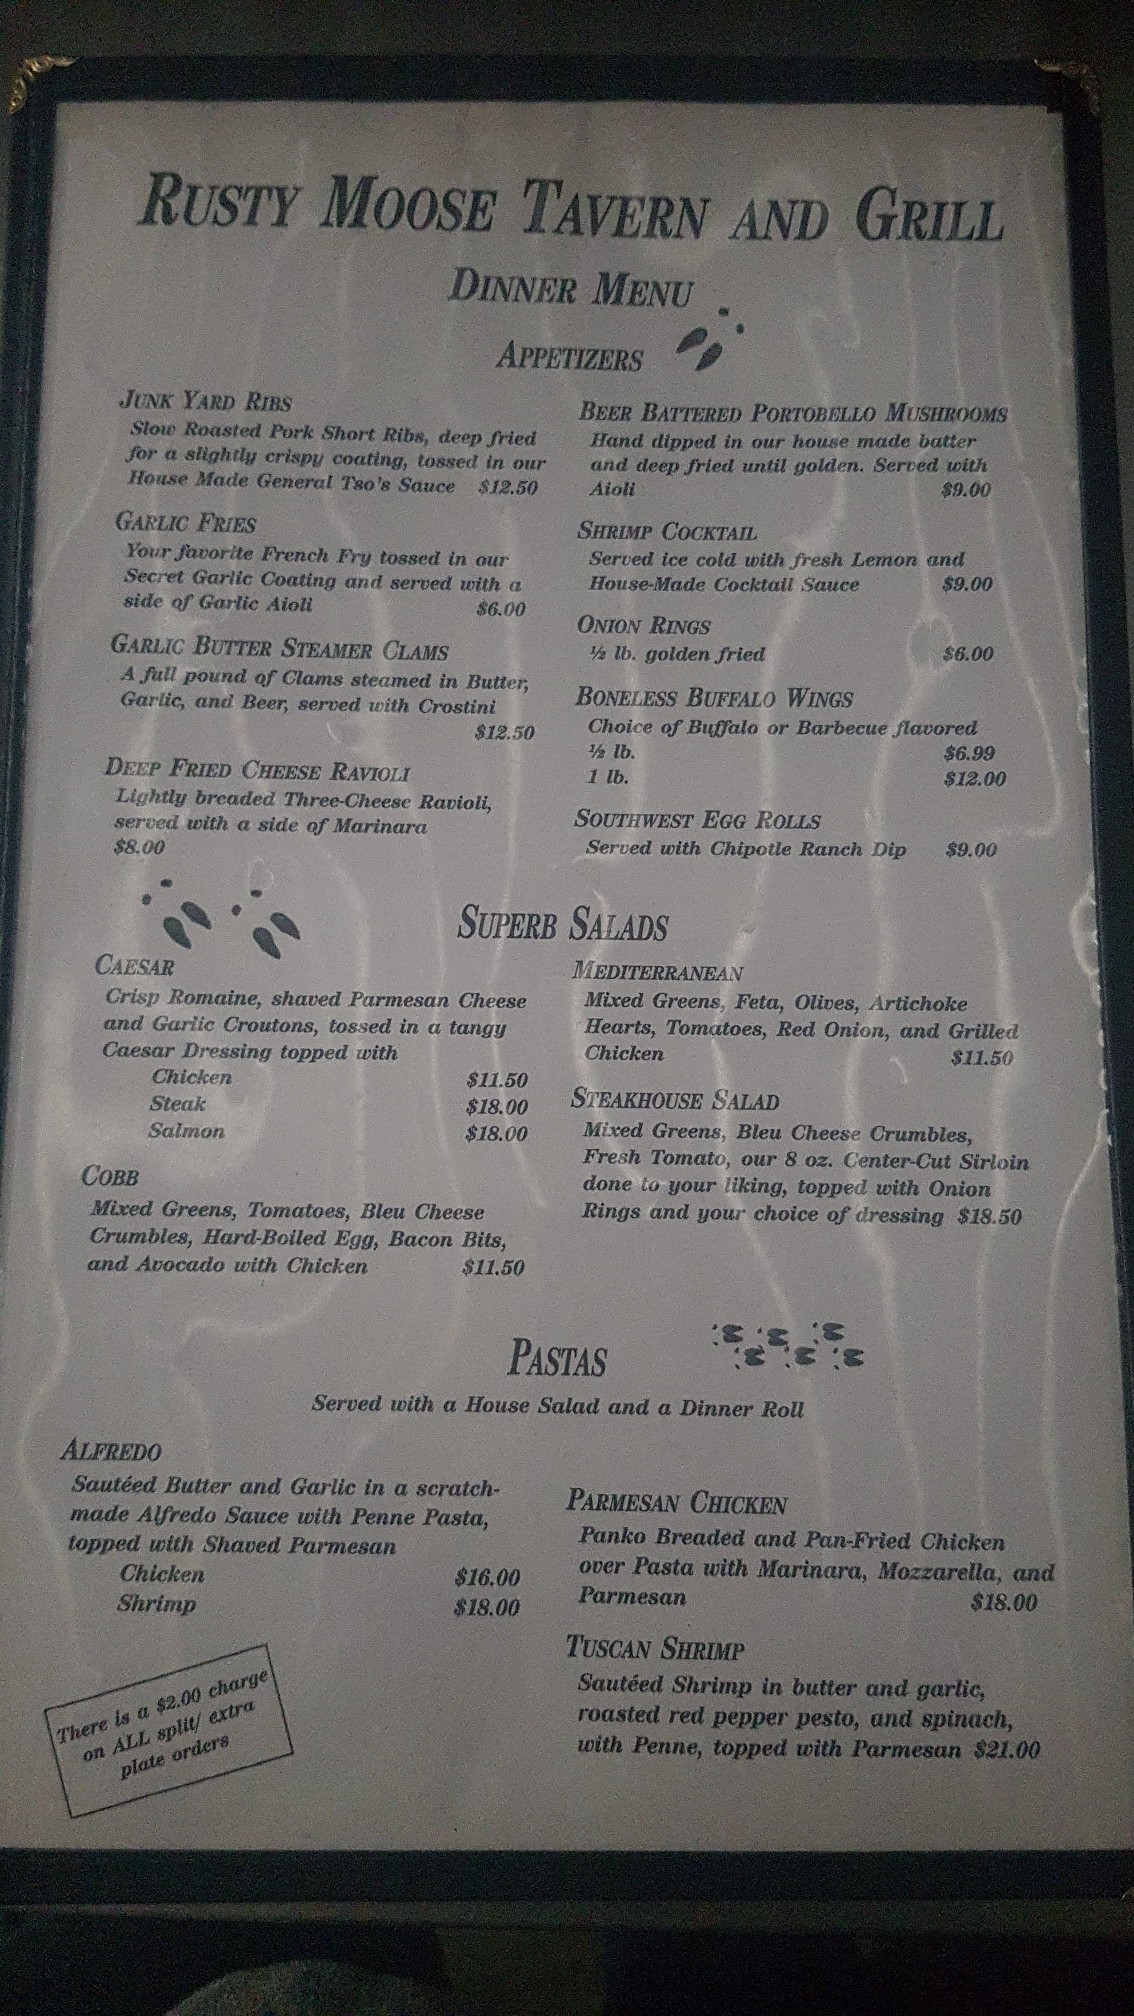 RUSTY MOOSE TAVERN AND GRILL
DINNER MENU
APPETIZERS
JUNK YARD RIBS
Slow Roasted Pork Short Ribs, deep fried
for a slightly crispy coating, tossed in our
House Made General Tso's Sauce $12.50
GARLIC FRIES
Your favorite French Fry tossed in our
Secret Garlic Coating and served with a
side of Garlic Aioli $6.00
GARLIC BUTTER STEAMER CLAMS
A full pound of Clams steamed in Butter,
Garlic, and Beer, served with Crostini
$12.50
DEEP FRIED CHEESE RAVIOLI
Lightly breaded Three-Cheese Ravioli,
served with a side of Marinara
$8.00
BEER BATTERED PORTOBELLO MUSHROOMS
Hand dipped in our house made batter
and deep fried until golden. Served with
Aioli $9.00
SHRIMP COCKTAIL
Served ice cold with fresh Lemon and
House-Made Cocktail Sauce $9.00
ONION RINGS
½ lb. golden fried $6.00
BONELESS BUFFALO WINGS
Choice of Buffalo or Barbecue flavored
½ lb. $6.99
1 lb. $12.00
SOUTHWEST EGG ROLLS
Served with Chipotle Ranch Dip $9.00
SUPERB SALADS
CAESAR
Crisp Romaine, shaved Parmesan Cheese
and Garlic Croutons, tossed in a tangy
Caesar Dressing topped with
Chicken $11.50
Steak $18.00
Salmon $18.00
COBB
Mixed Greens, Tomatoes, Bleu Cheese
Crumbles, Hard-Boiled Egg, Bacon Bits,
and Avocado with Chicken $11.50
MEDITERRANEAN
Mixed Greens, Feta, Olives, Artichoke
Hearts, Tomatoes, Red Onion, and Grilled
Chicken $11.50
STEAKHOUSE SALAD
Mixed Greens, Bleu Cheese Crumbles,
Fresh Tomato, our 8 oz. Center-Cut Sirloin
done to your liking, topped with Onion
Rings and your choice of dressing $18.50
PASTAS
Served with a House Salad and a Dinner Roll
ALFREDO
Sautéed Butter and Garlic in a scratch-
made Alfredo Sauce with Penne Pasta,
topped with Shaved Parmesan
Chicken $16.00
Shrimp $18.00
PARMESAN CHICKEN
Panko Breaded and Pan-Fried Chicken
over Pasta with Marinara, Mozzarella, and
Parmesan $18.00
TUSCAN SHRIMP
Sautéed Shrimp in butter and garlic,
roasted red pepper pesto, and spinach,
with Penne, topped with Parmesan $21.00
There is a $2.00 charge
on ALL split/ extra
plate orders